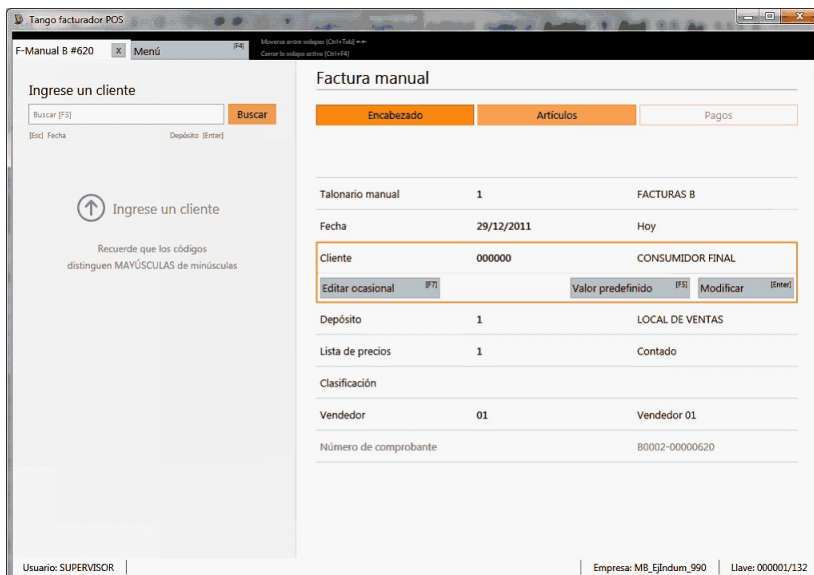 Tango facturador POS
F-Manual B #620 x Menú [F4] Moverse entre solapas [Ctrl+Tab]
Cerrar la solapa activa [Ctrl+F4]
Ingrese un cliente
Buscar [F3] Buscar
[Esc] Fecha Depósito [Enter]
Ingrese un cliente
Recuerde que los códigos
distinguen MAYÚSCULAS de minúsculas
Factura manual
Encabezado Artículos Pagos
Talonario manual 1 FACTURAS B
Fecha 29/12/2011 Hoy
Cliente 000000 CONSUMIDOR FINAL
Editar ocasional [F7] Valor predefinido [F5] Modificar [Enter]
Depósito 1 LOCAL DE VENTAS
Lista de precios 1 Contado
Clasificación
Vendedor 01 Vendedor 01
Número de comprobante B0002-00000620
Usuario: SUPERVISOR Empresa: MB_EjIndum_990 Llave: 000001/132